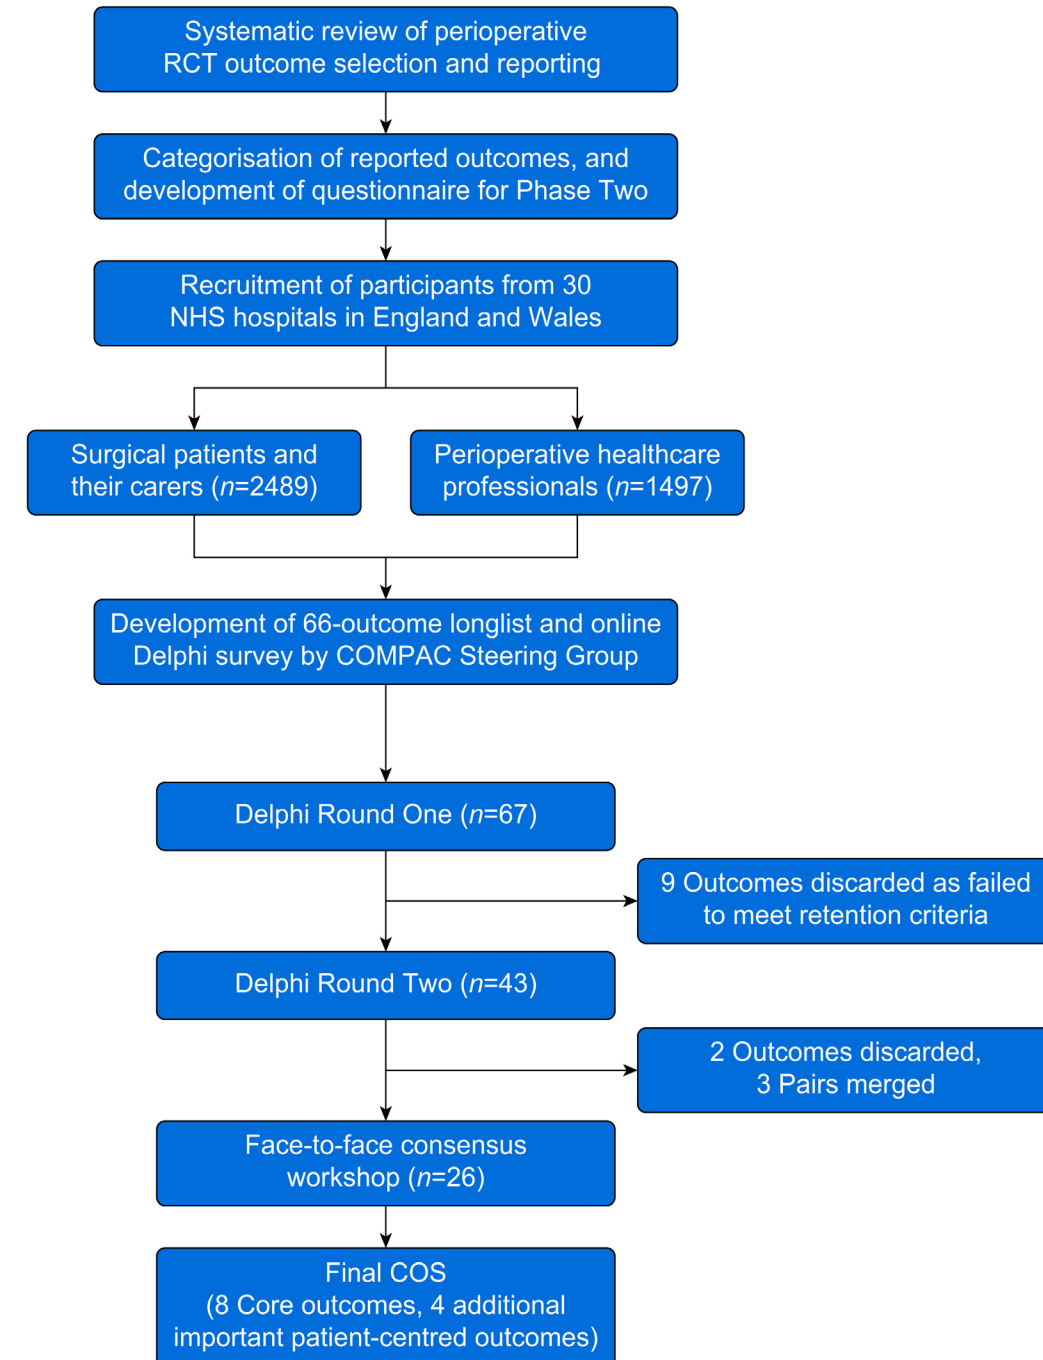 Systematic review of perioperative
RCT outcome selection and reporting
Categorisation of reported outcomes, and
development of questionnaire for Phase Two
Recruitment of participants from 30
NHS hospitals in England and Wales
Surgical patients and
their carers (n=2489)
Perioperative healthcare
professionals (n=1497)
Development of 66-outcome longlist and online
Delphi survey by COMPAC Steering Group
Delphi Round One (n=67)
9 Outcomes discarded as failed
to meet retention criteria
Delphi Round Two (n=43)
2 Outcomes discarded,
3 Pairs merged
Face-to-face consensus
workshop (n=26)
Final COS
(8 Core outcomes, 4 additional
important patient-centred outcomes)